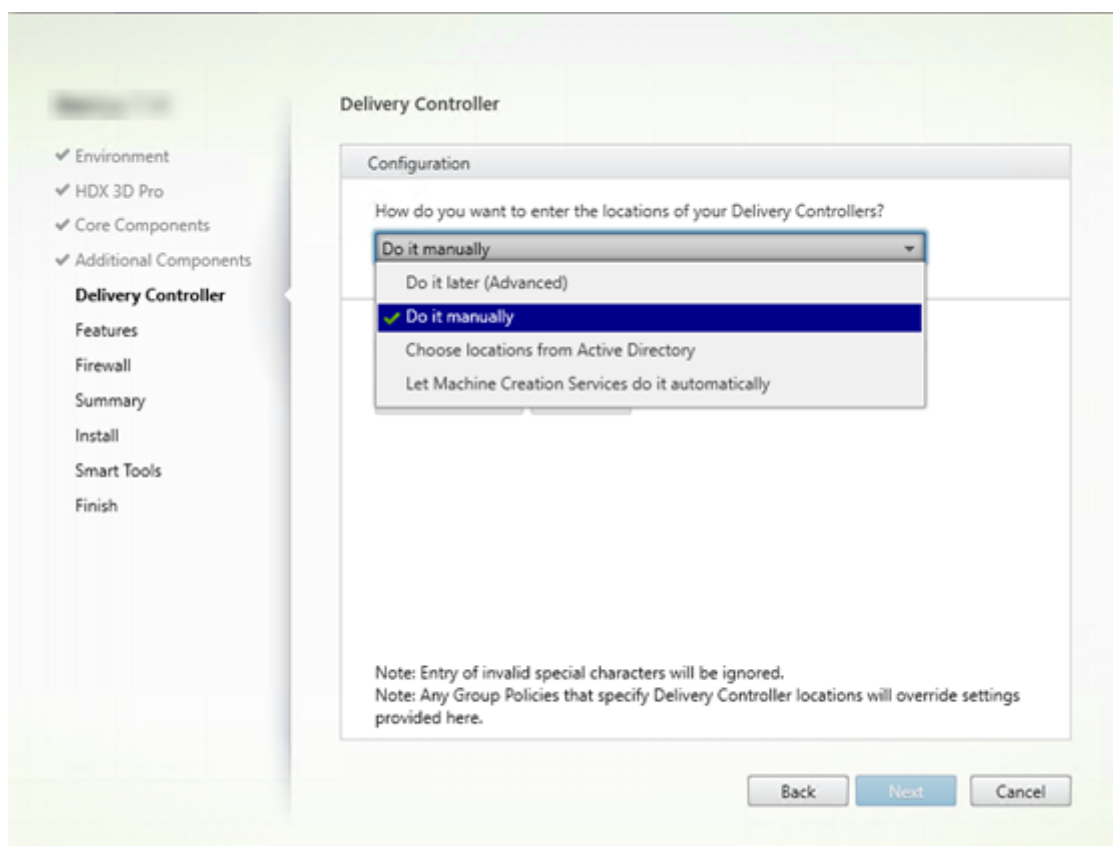 Delivery Controller
Environment
HDX 3D Pro
Core Components
Additional Components
Delivery Controller
Features
Firewall
Summary
Install
Smart Tools
Finish
Configuration
How do you want to enter the locations of your Delivery Controllers?
Do it manually
Do it later (Advanced)
Do it manually
Choose locations from Active Directory
Let Machine Creation Services do it automatically
Note: Entry of invalid special characters will be ignored.
Note: Any Group Policies that specify Delivery Controller locations will override settings
provided here.
Back
Next
Cancel